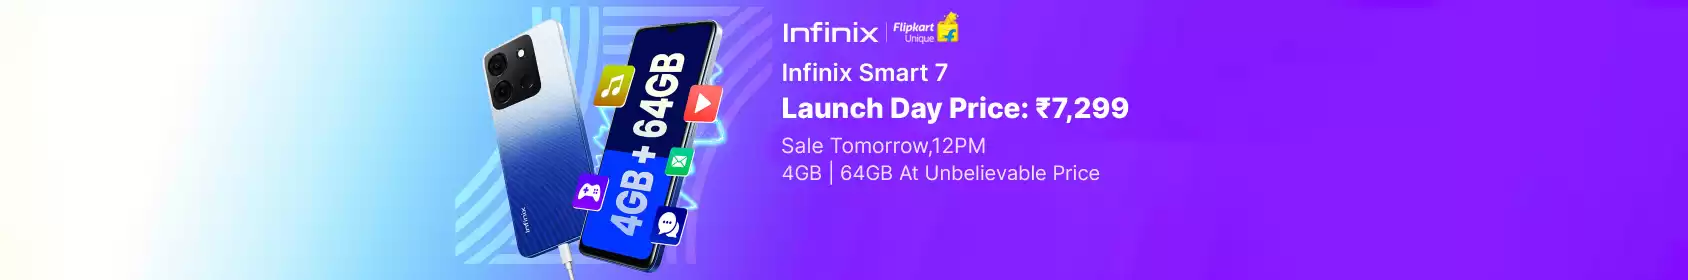 Infinix
4GB + 64GB
Infinix
Flipkart
Unique
Infinix Smart 7
Launch Day Price: ₹7,299
Sale Tomorrow,12PM
4GB | 64GB At Unbelievable Price